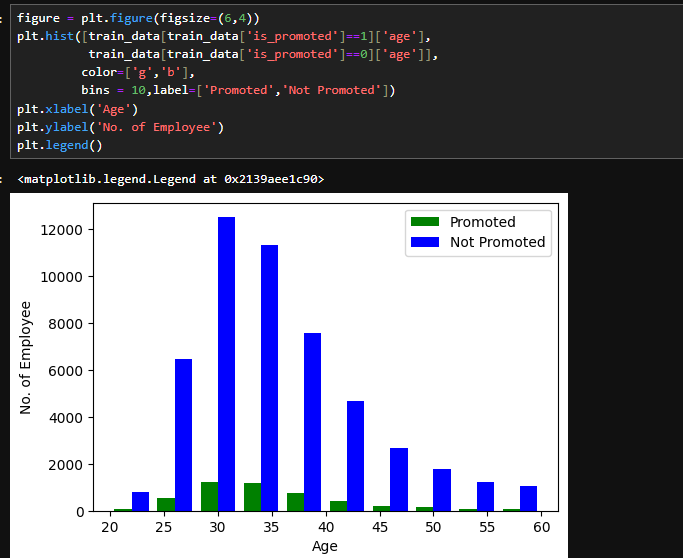 :
figure = plt.figure(figsize=(6,4))
plt.hist([train_data[train_data['is_promoted']==1]['age'],
train_data[train_data['is_promoted']==0]['age']],
color=['g','b'],
bins = 10,label=['Promoted','Not Promoted'])
plt.xlabel('Age')
plt.ylabel('No. of Employee')
plt.legend()
: <matplotlib.legend.Legend at 0x2139aee1c90>
Promoted
Not Promoted
No. of Employee
12000
10000
8000
6000
4000
2000
0
20 25 30 35 40 45 50 55 60
Age